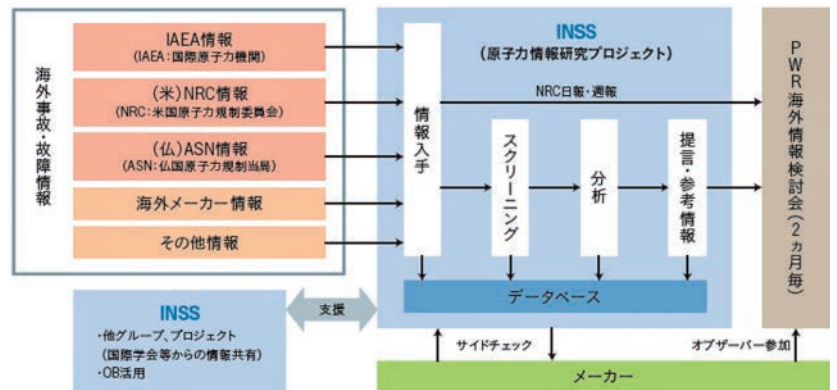 海外事故・故障情報
IAEA情報
(IAEA:国際原子力機関)
(米)NRC情報
(NRC:米国原子力規制委員会)
(仏)ASN情報
(ASN:仏国原子力規制当局)
海外メーカー情報
その他情報
INSS
(原子力情報研究プロジェクト)
情報入手
NRC日報・週報
スクリーニング
分析
提言・参考情報
データベース
PWR海外情報検討会(2ヵ月毎)
INSS
・他グループ、プロジェクト
(国際学会等からの情報共有)
・OB活用
支援
サイドチェック
オブザーバー参加
メーカー